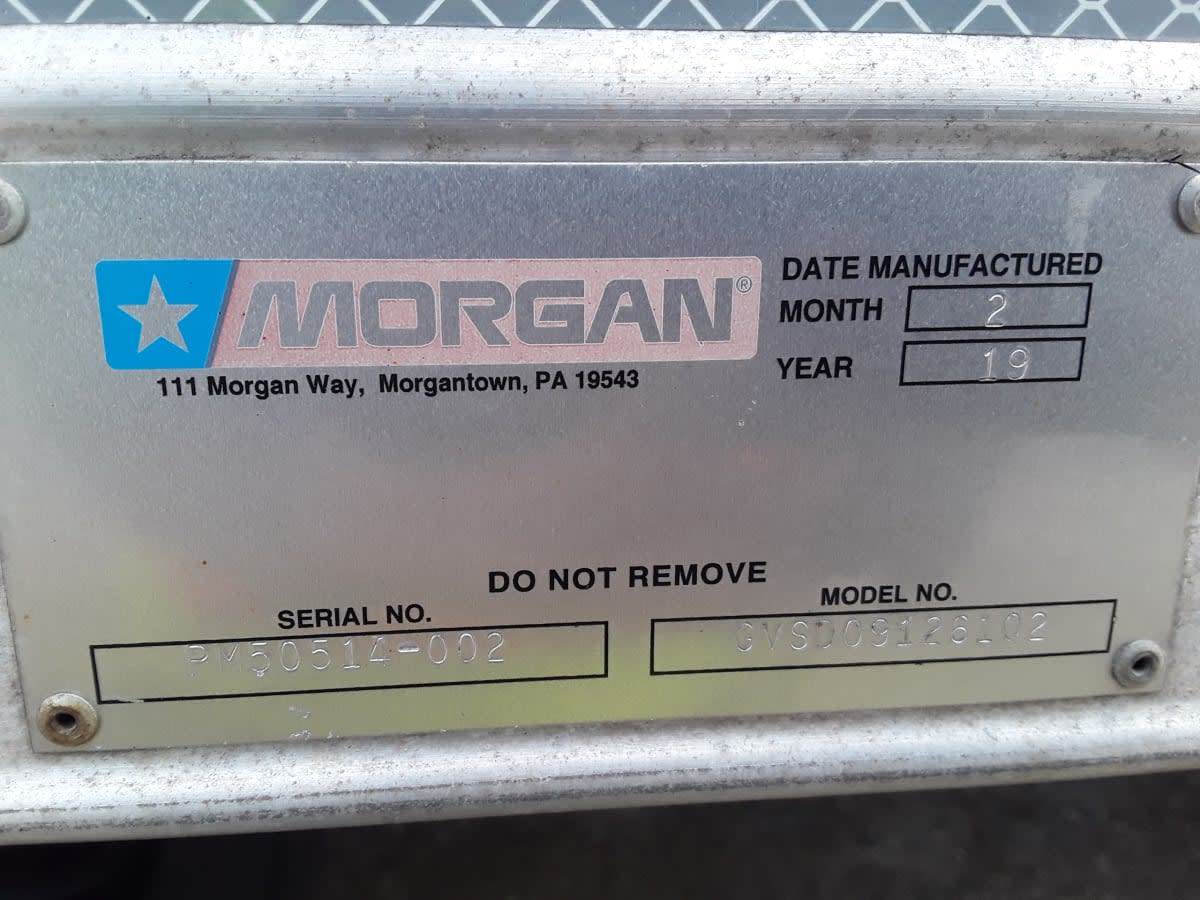 MORGAN®
111 Morgan Way, Morgantown, PA 19543
DATE MANUFACTURED
MONTH 2
YEAR 19
DO NOT REMOVE
SERIAL NO.
PM50514-002
MODEL NO.
GVSD09126102